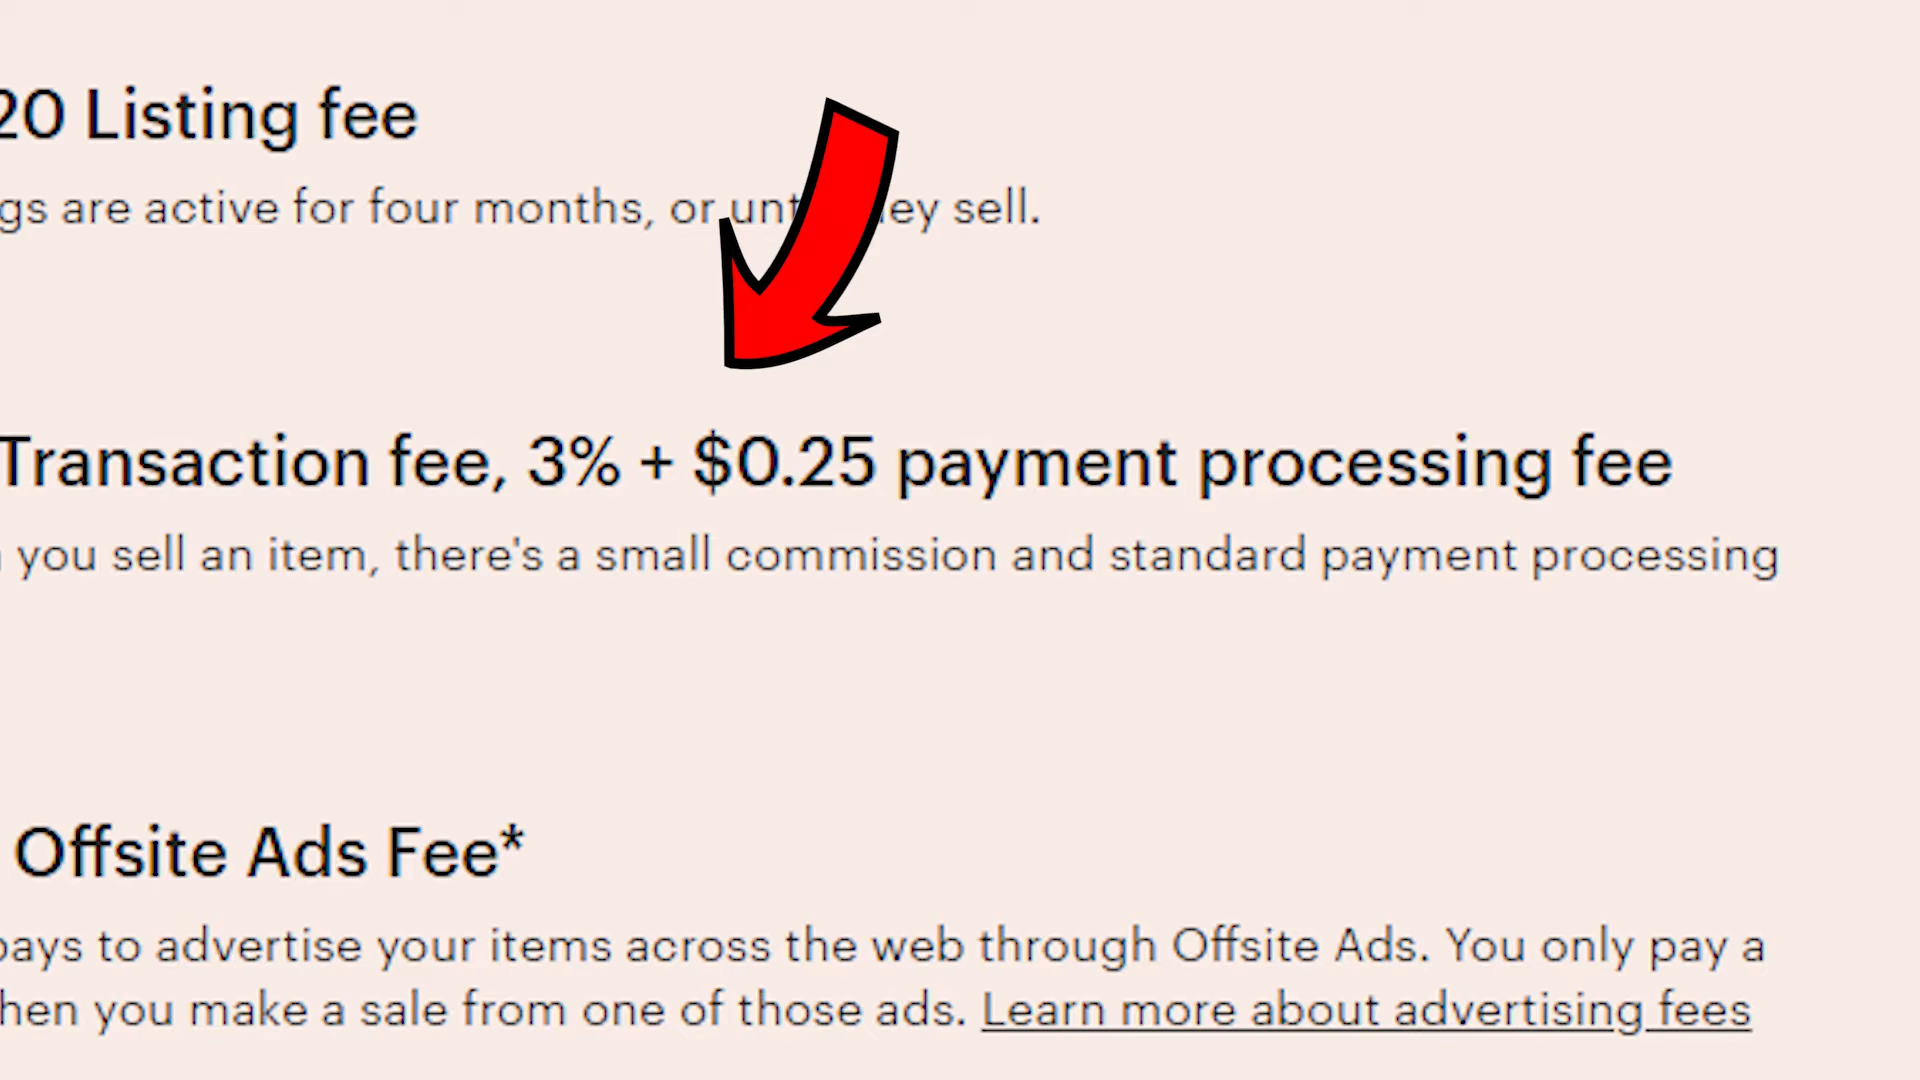 20 Listing fee
gs are active for four months, or unt ey sell.
Transaction fee, 3% + $0.25 payment processing fee
you sell an item, there's a small commission and standard payment processing
Offsite Ads Fee*
pays to advertise your items across the web through Offsite Ads. You only pay a
hen you make a sale from one of those ads. Learn more about advertising fees